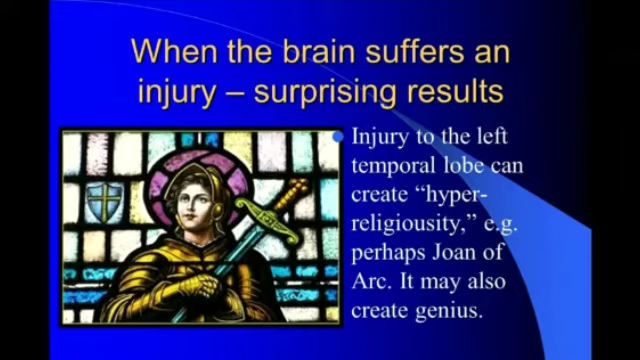 When the brain suffers an
injury – surprising results
Injury to the left
temporal lobe can
create “hyper-
religiousity,” e.g.
perhaps Joan of
Arc. It may also
create genius.